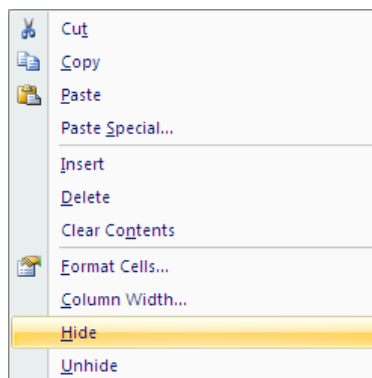 Cut
Copy
Paste
Paste Special...
Insert
Delete
Clear Contents
Format Cells...
Column Width...
Hide
Unhide